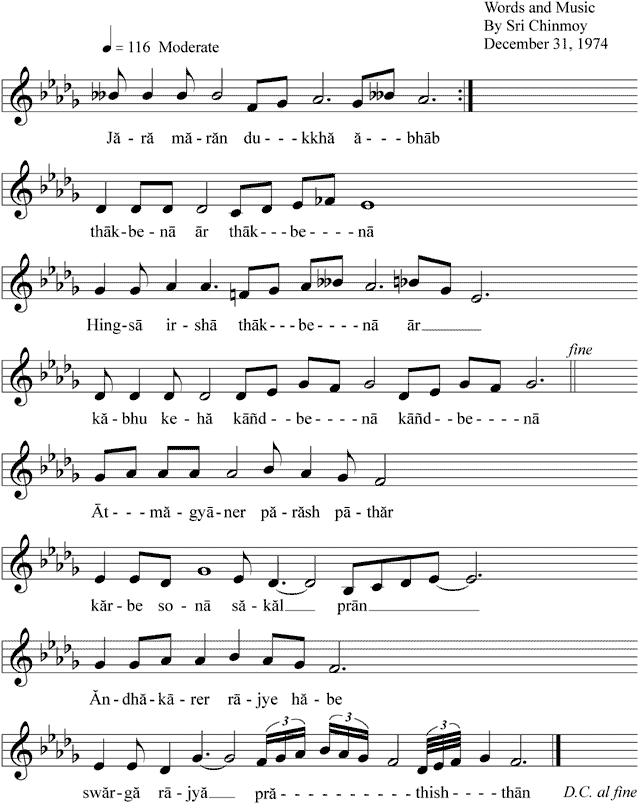 Words and Music
By Sri Chinmoy
December 31, 1974
= 116 Moderate
Jă - ră mă - răn du - - - kkhă ă - - - bhāb
thāk - be - nā ār thāk - - - be - - - - nā
Hing - sā ir - shā thāk - - - be - - - - nā ār
fine
kă - bhu ke - hă kāñd - be - - - - nā kāñd - be - - - - nā
Āt - - - mă - gyā - ner pă - răsh pā - thăr
kăr - be so - nā să - kăl prān
Ăn - dhă - kā - rer rā - jye hă - be
swăr - gă rā - jyă pră - - - - - - - - - - - thish - - - - thān
D.C. al fine
3 3 3